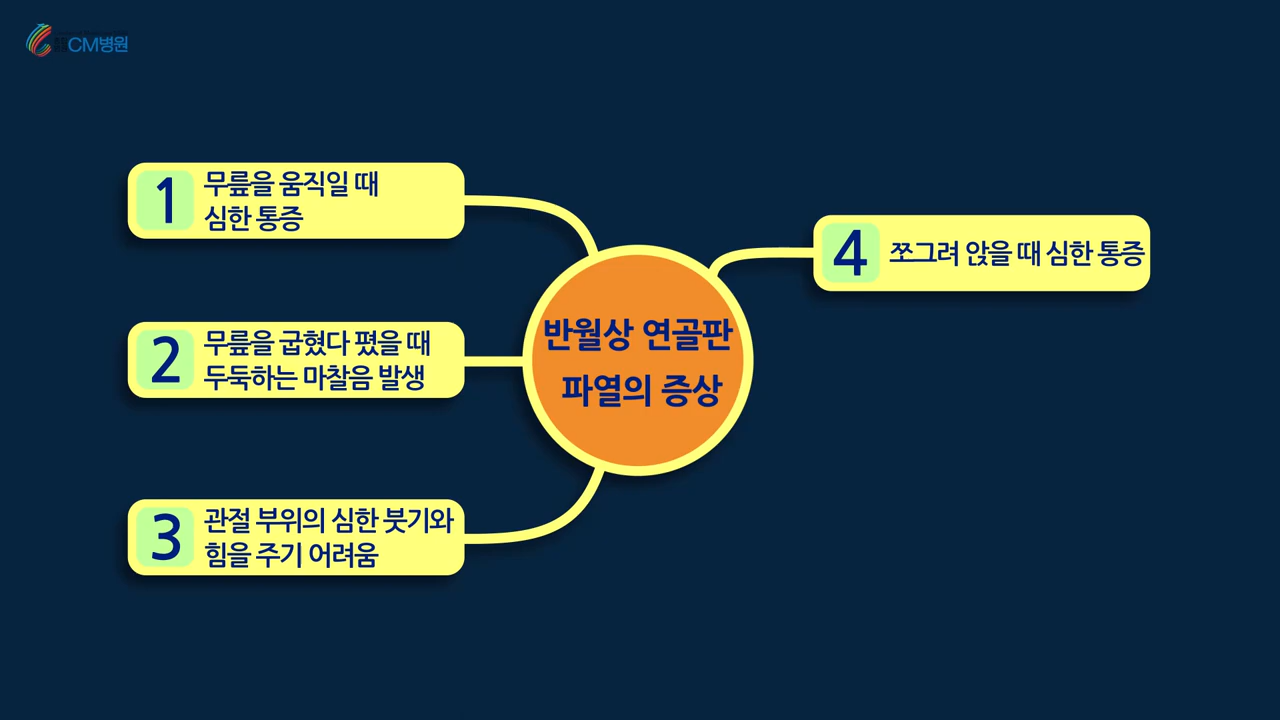 CM병원
1
무릎을 움직일 때
심한 통증
2
무릎을 굽혔다 폈을 때
두둑하는 마찰음 발생
3
관절 부위의 심한 붓기와
힘을 주기 어려움
반월상 연골판
파열의 증상
4
쪼그려 앉을 때 심한 통증